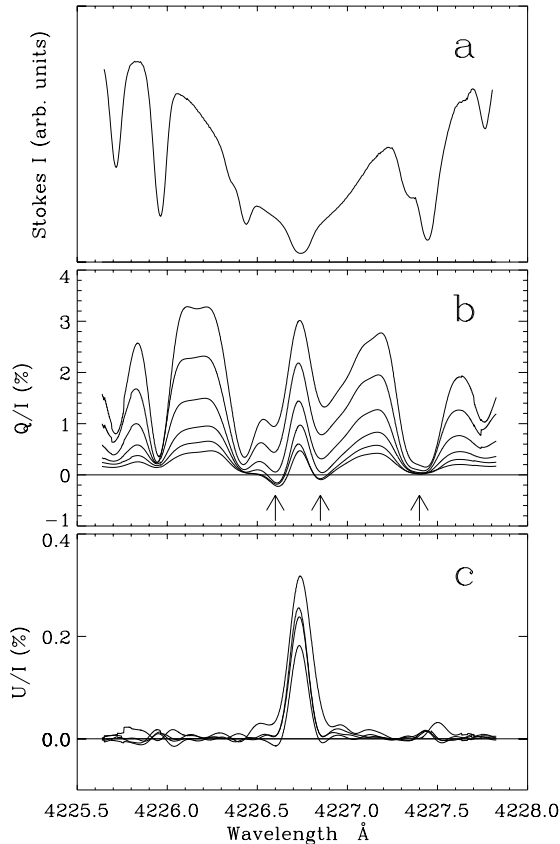 a
Stokes I (arb. units)
b
Q/I (%)
4
3
2
1
0
−1
c
U/I (%)
0.4
0.2
0.0
4225.5 4226.0 4226.5 4227.0 4227.5 4228.0
Wavelength Å